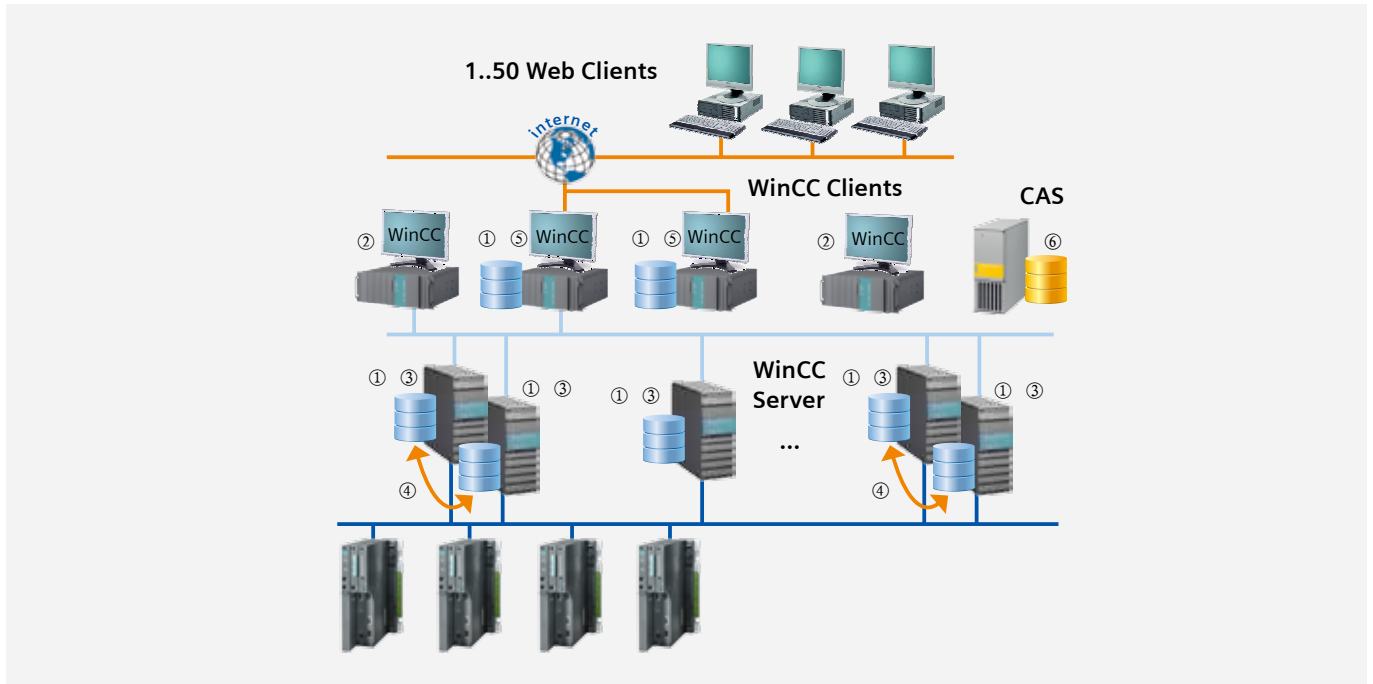 1..50 Web Clients
internet
WinCC Clients
CAS
② WinCC
① ⑤ WinCC
① ⑤ WinCC
② WinCC
⑥
① ③
① ③
① ③
WinCC
Server
① ③
① ③
...
④
④